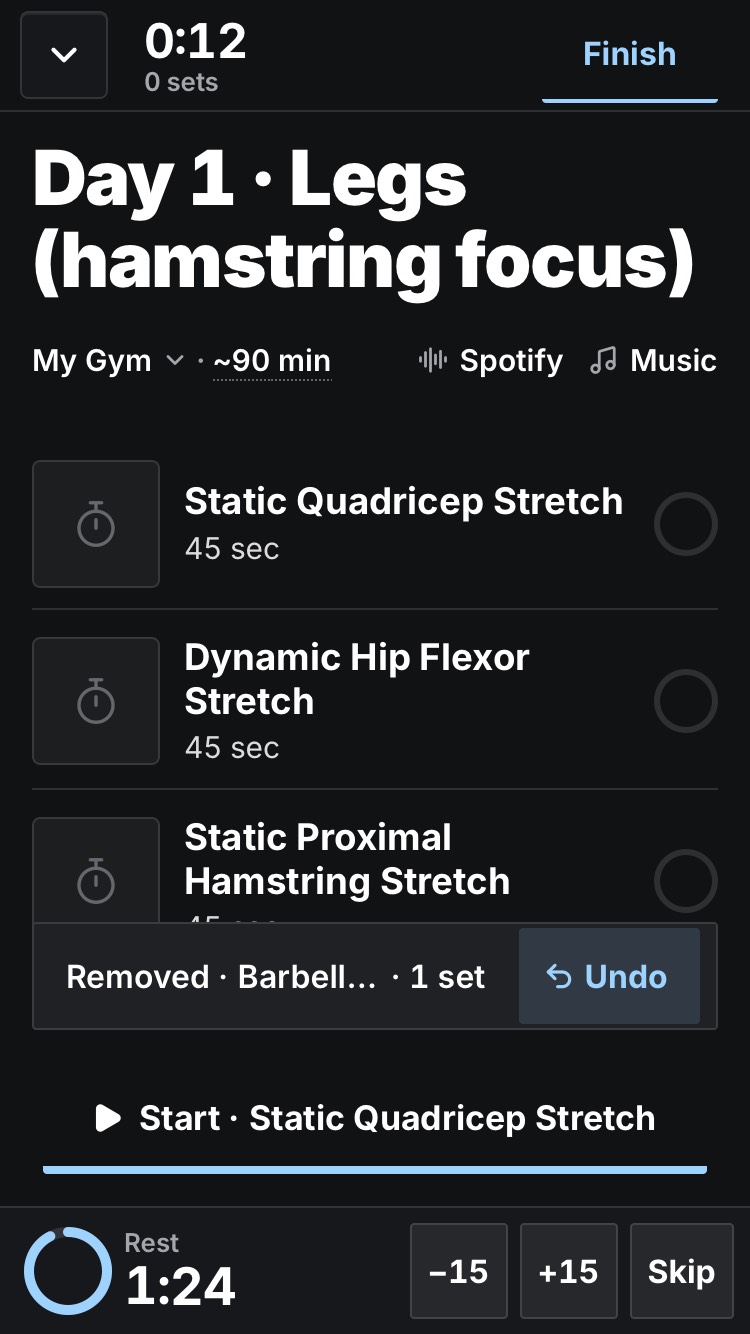 0:12
0 sets
Finish
Day 1 · Legs
(hamstring focus)
My Gym · ~90 min
Spotify
Music
Static Quadricep Stretch
45 sec
Dynamic Hip Flexor
Stretch
45 sec
Static Proximal
Hamstring Stretch
Removed · Barbell... · 1 set
Undo
Start · Static Quadricep Stretch
Rest
1:24
−15
+15
Skip